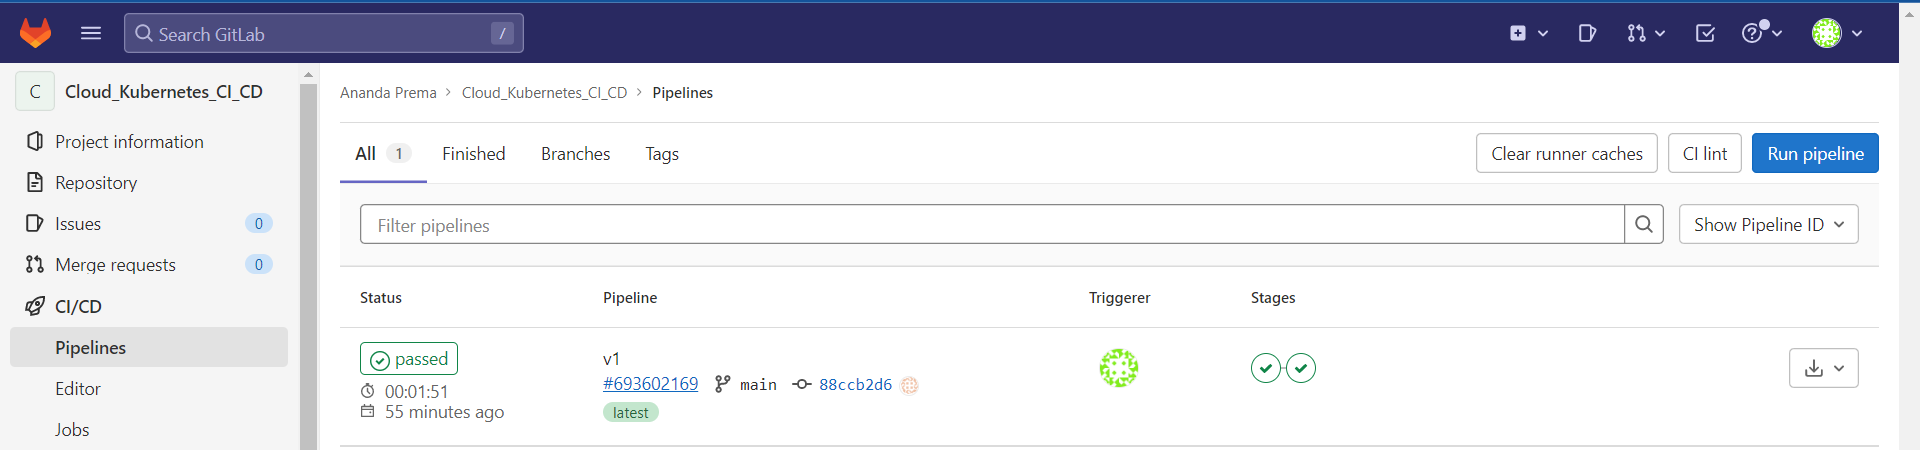 Search GitLab /
C Cloud_Kubernetes_CI_CD
Project information
Repository
Issues 0
Merge requests 0
CI/CD
Pipelines
Editor
Jobs
Ananda Prema > Cloud_Kubernetes_CI_CD > Pipelines
All 1 Finished Branches Tags Clear runner caches CI lint Run pipeline
Filter pipelines Show Pipeline ID
Status Pipeline Triggerer Stages
passed
00:01:51
55 minutes ago
v1
#693602169 main 88ccb2d6
latest